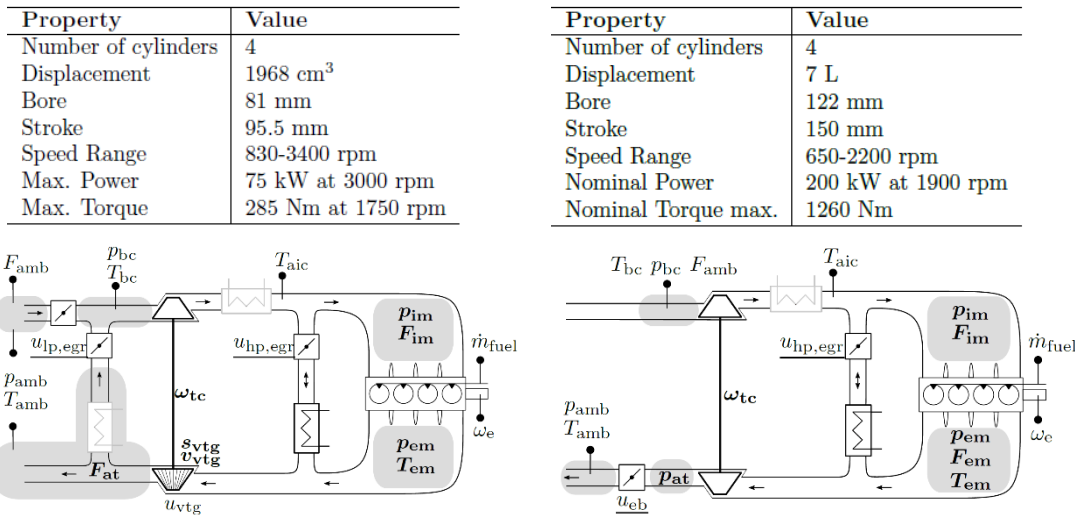 Property Value
Number of cylinders 4
Displacement 1968 cm³
Bore 81 mm
Stroke 95.5 mm
Speed Range 830-3400 rpm
Max. Power 75 kW at 3000 rpm
Max. Torque 285 Nm at 1750 rpm
Property Value
Number of cylinders 4
Displacement 7 L
Bore 122 mm
Stroke 150 mm
Speed Range 650-2200 rpm
Nominal Power 200 kW at 1900 rpm
Nominal Torque max. 1260 Nm
F_amb
p_bc
T_bc
T_aic
p_im
F_im
u_lp,egr
u_hp,egr
ṁ_fuel
p_amb
T_amb
ω_tc
ω_e
s_vtg
v_vtg
p_em
T_em
F_at
u_vtg
T_bc p_bc F_amb
T_aic
p_im
F_im
u_hp,egr
ṁ_fuel
ω_tc
ω_e
p_amb
T_amb
p_at
p_em
F_em
T_em
u_eb